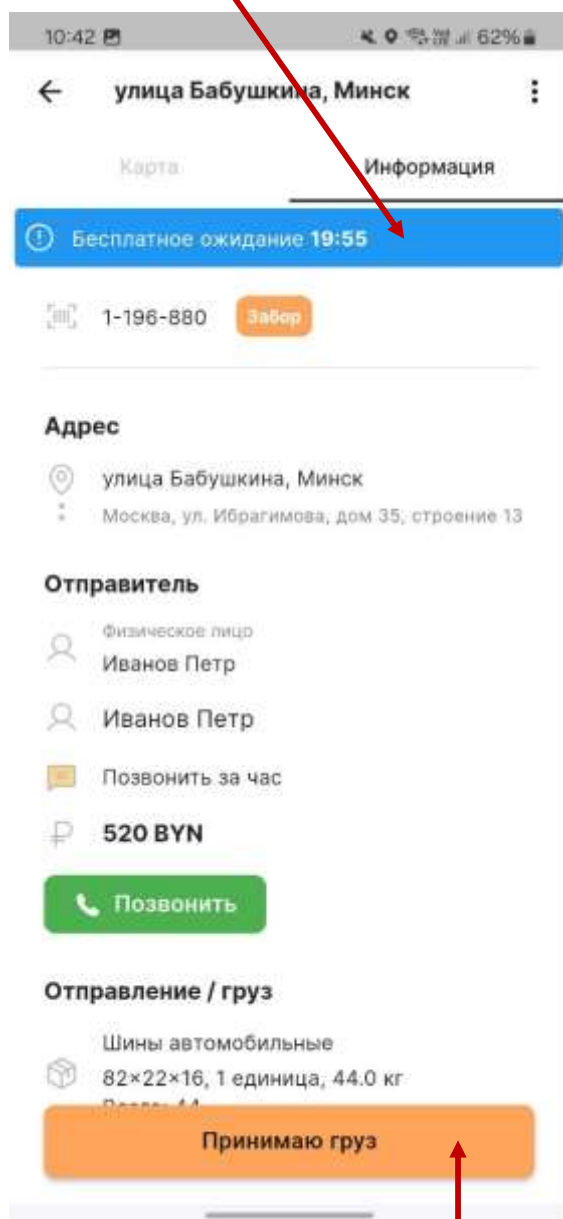 10:42
62%
улица Бабушкина, Минск
Карта Информация
Бесплатное ожидание 19:55
1-196-880 Забор
Адрес
улица Бабушкина, Минск
Москва, ул. Ибрагимова, дом 35, строение 13
Отправитель
Физическое лицо
Иванов Петр
Иванов Петр
Позвонить за час
520 BYN
Позвонить
Отправление / груз
Шины автомобильные
82×22×16, 1 единица, 44.0 кг
Принимаю груз